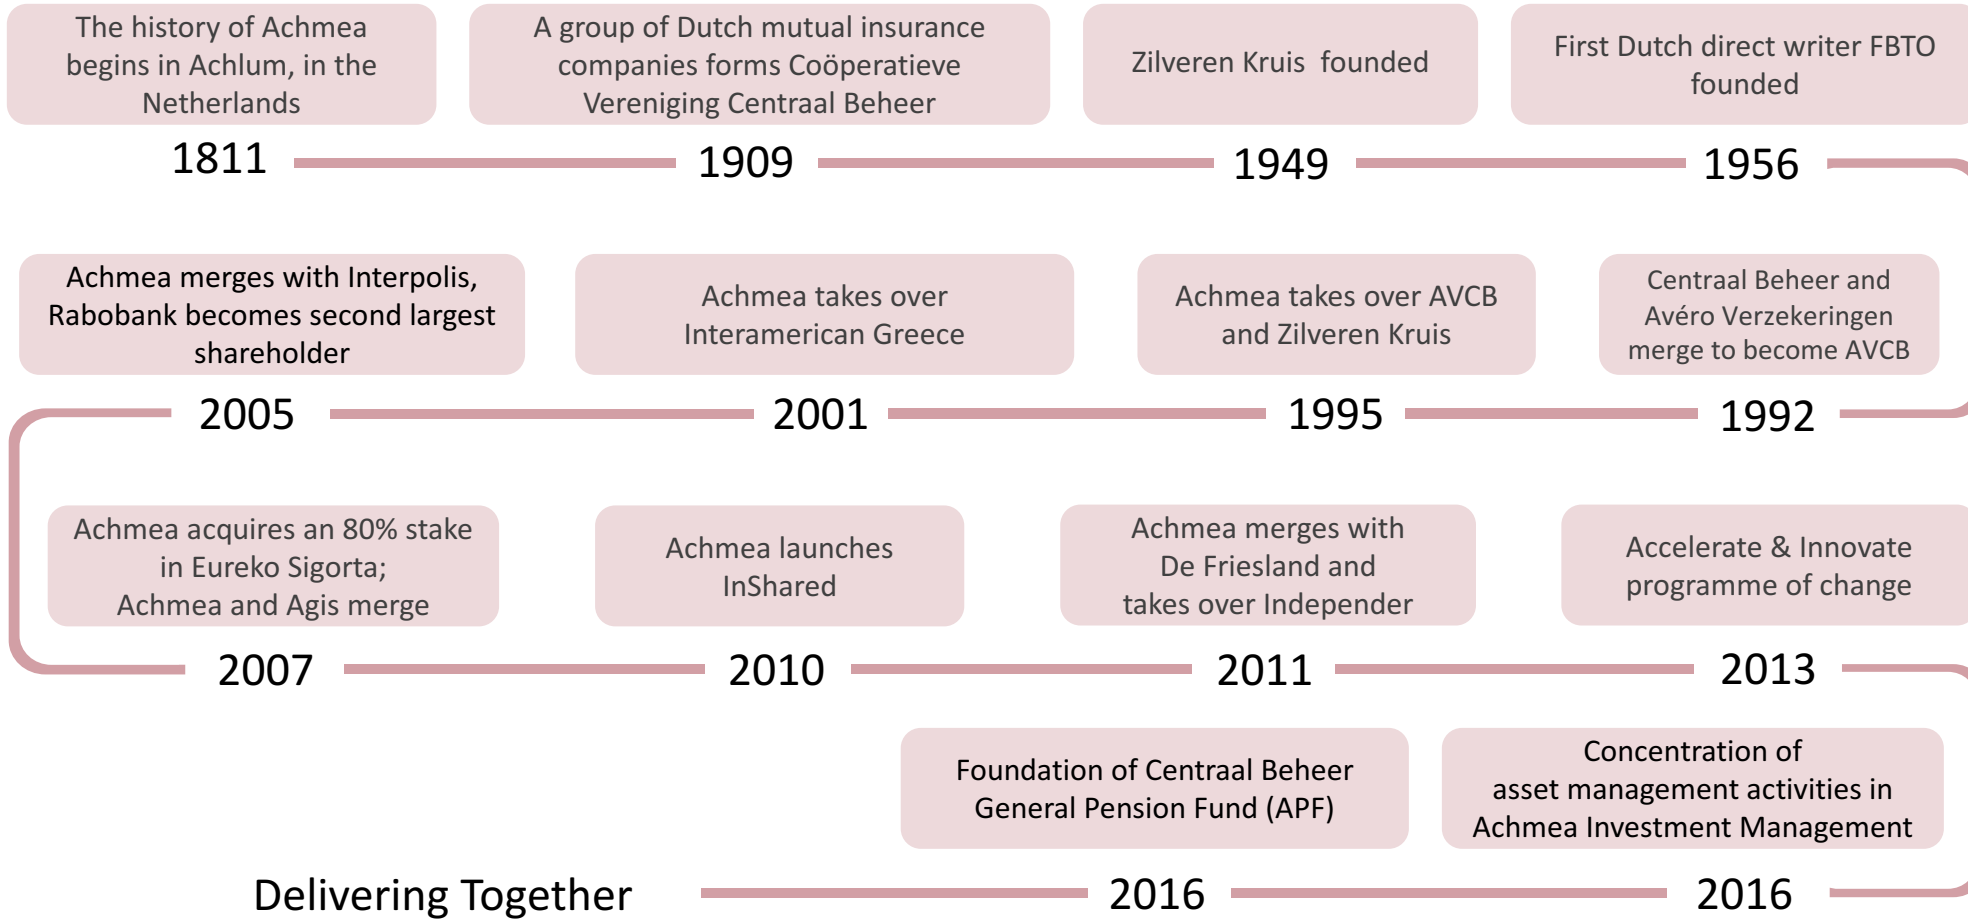 The history of Achmea
begins in Achlum, in the
Netherlands
1811
A group of Dutch mutual insurance
companies forms Coöperatieve
Vereniging Centraal Beheer
1909
Zilveren Kruis founded
1949
First Dutch direct writer FBTO
founded
1956
Centraal Beheer and
Avéro Verzekeringen
merge to become AVCB
1992
Achmea takes over AVCB
and Zilveren Kruis
1995
Achmea takes over
Interamerican Greece
2001
Achmea merges with Interpolis,
Rabobank becomes second largest
shareholder
2005
Achmea acquires an 80% stake
in Eureko Sigorta;
Achmea and Agis merge
2007
Achmea launches
InShared
2010
Achmea merges with
De Friesland and
takes over Independer
2011
Accelerate & Innovate
programme of change
2013
Concentration of
asset management activities in
Achmea Investment Management
2016
Foundation of Centraal Beheer
General Pension Fund (APF)
2016
Delivering Together